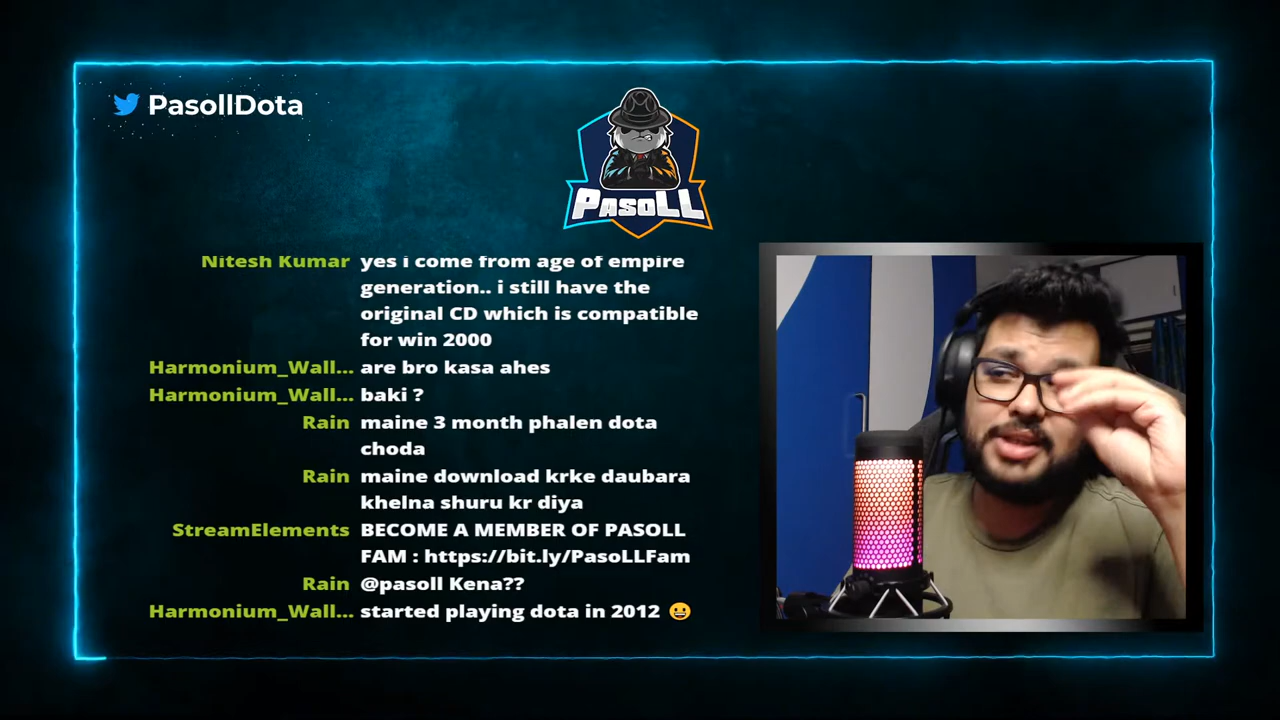 PasollDota
PASOLL
Nitesh Kumar yes i come from age of empire
generation.. i still have the
original CD which is compatible
for win 2000
Harmonium_Wall... are bro kasa ahes
Harmonium_Wall... baki ?
Rain maine 3 month phalen dota
choda
Rain maine download krke daubara
khelna shuru kr diya
StreamElements BECOME A MEMBER OF PASOLL
FAM : https://bit.ly/PasoLLFam
Rain @pasoll Kena??
Harmonium_Wall... started playing dota in 2012 😀